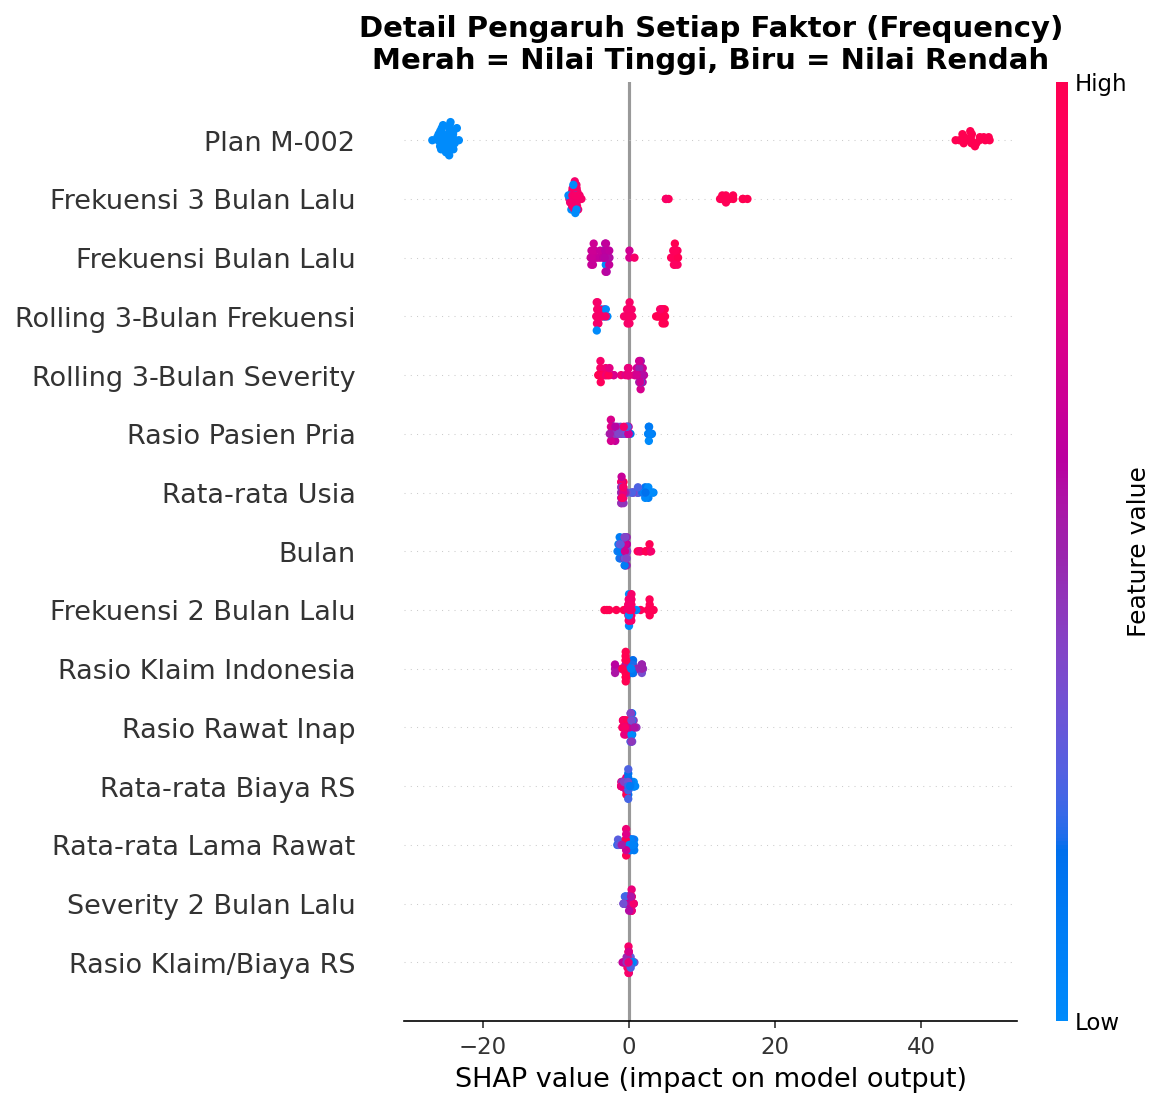 Detail Pengaruh Setiap Faktor (Frequency)
Merah = Nilai Tinggi, Biru = Nilai Rendah
High
Plan M-002
Frekuensi 3 Bulan Lalu
Frekuensi Bulan Lalu
Rolling 3-Bulan Frekuensi
Rolling 3-Bulan Severity
Rasio Pasien Pria
Rata-rata Usia
Bulan
Frekuensi 2 Bulan Lalu
Rasio Klaim Indonesia
Rasio Rawat Inap
Rata-rata Biaya RS
Rata-rata Lama Rawat
Severity 2 Bulan Lalu
Rasio Klaim/Biaya RS
Feature value
Low
−20 0 20 40
SHAP value (impact on model output)